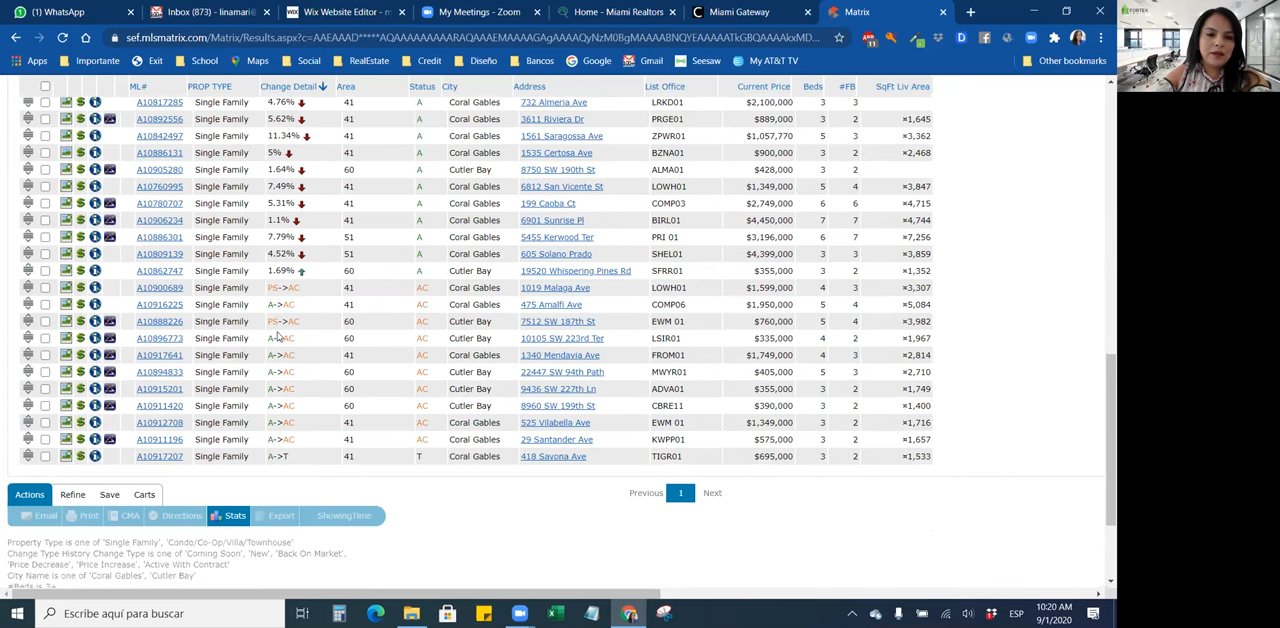 (1) WhatsApp Inbox (873) - linamari@ Wix Website Editor - m My Meetings - Zoom Home - Miami Realtors Miami Gateway Matrix
sef.mlsmatrix.com/Matrix/Results.aspx?c=
Apps Importante Exit School Maps Social RealEstate Credit Diseño Bancos Google Gmail Seesaw My AT&T TV Other bookmarks
ML# PROP TYPE Change Detail Area Status City Address List Office Current Price Beds #FB SqFt Liv Area
A10817285 Single Family 4.76% 41 A Coral Gables 732 Almeria Ave LRKD01 $2,100,000 3 3
A10892556 Single Family 5.62% 41 A Coral Gables 3611 Riviera Dr PRGE01 $889,000 3 2 ¤1,645
A10842497 Single Family 11.34% 41 A Coral Gables 1561 Saragossa Ave ZPWR01 $1,057,770 5 3 ¤3,362
A10886131 Single Family 5% 41 A Coral Gables 1535 Certosa Ave BZNA01 $900,000 3 2 ¤2,468
A10905280 Single Family 1.64% 60 A Cutler Bay 8750 SW 190th St ALMA01 $428,000 3 2
A10760995 Single Family 7.49% 41 A Coral Gables 6812 San Vicente St LOWH01 $1,349,000 5 4 ¤3,847
A10780707 Single Family 5.31% 41 A Coral Gables 199 Caoba Ct COMP03 $2,749,000 6 6 ¤4,715
A10906234 Single Family 1.1% 41 A Coral Gables 6901 Sunrise Pl BIRL01 $4,450,000 7 7 ¤4,744
A10886301 Single Family 7.79% 51 A Coral Gables 5455 Kerwood Ter PRI 01 $3,196,000 6 7 ¤7,256
A10809139 Single Family 4.52% 51 A Coral Gables 605 Solano Prado SHEL01 $4,399,000 6 3 ¤3,859
A10862747 Single Family 1.69% 60 A Cutler Bay 19520 Whispering Pines Rd SFRR01 $355,000 3 2 ¤1,352
A10900689 Single Family PS->AC 41 AC Coral Gables 1019 Malaga Ave LOWH01 $1,599,000 4 3 ¤3,307
A10916225 Single Family A->AC 41 AC Coral Gables 475 Amalfi Ave COMP06 $1,950,000 5 4 ¤5,084
A10888226 Single Family PS->AC 60 AC Cutler Bay 7512 SW 187th St EWM 01 $760,000 5 4 ¤3,982
A10896773 Single Family A->AC 60 AC Cutler Bay 10105 SW 223rd Ter LSIR01 $335,000 4 2 ¤1,967
A10917641 Single Family A->AC 41 AC Coral Gables 1340 Mendavia Ave FROM01 $1,749,000 4 3 ¤2,814
A10894833 Single Family A->AC 60 AC Cutler Bay 22447 SW 94th Path MWYR01 $405,000 5 3 ¤2,710
A10915201 Single Family A->AC 60 AC Cutler Bay 9436 SW 227th Ln ADVA01 $355,000 3 2 ¤1,749
A10911420 Single Family A->AC 60 AC Cutler Bay 8960 SW 199th St CBRE11 $390,000 3 2 ¤1,400
A10912708 Single Family A->AC 41 AC Coral Gables 525 Vilabella Ave EWM 01 $1,349,000 3 2 ¤1,716
A10911196 Single Family A->AC 41 AC Coral Gables 29 Santander Ave KWPP01 $575,000 3 2 ¤1,657
A10917207 Single Family A->T 41 T Coral Gables 418 Savona Ave TIGR01 $695,000 3 2 ¤1,533
Previous 1 Next
Actions Refine Save Carts
Email Print CMA Directions Stats Export ShowingTime
Property Type is one of 'Single Family', 'Condo/Co-Op/Villa/Townhouse'
Change Type History Change Type is one of 'Coming Soon', 'New', 'Back On Market',
'Price Decrease', 'Price Increase', 'Active With Contract'
City Name is one of 'Coral Gables', 'Cutler Bay'
#Beds is 3+
Escribe aquí para buscar
ESP 10:20 AM
9/1/2020
FORTEX